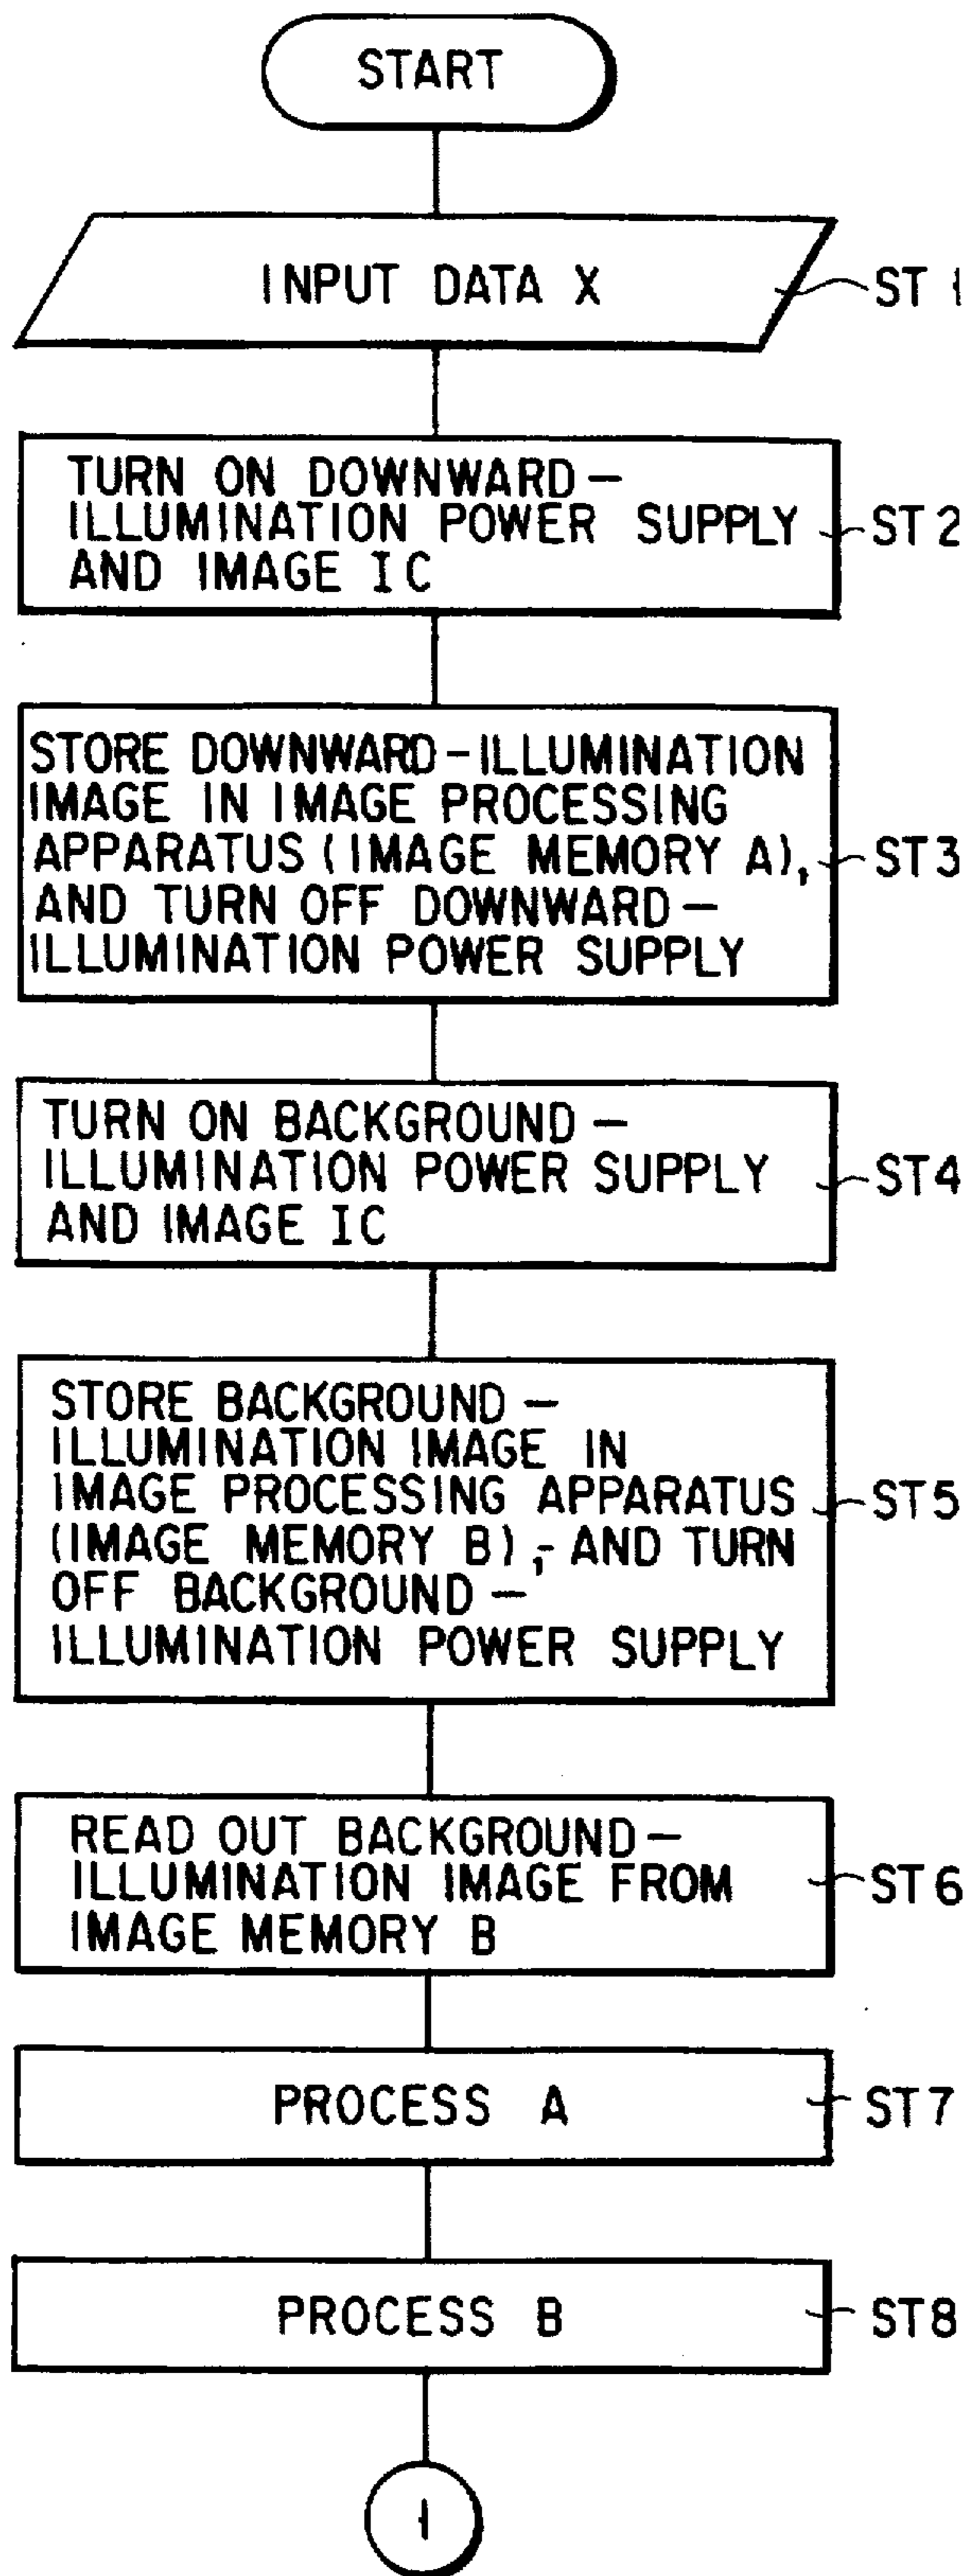 START
INPUT DATA X
ST 1
TURN ON DOWNWARD—
ILLUMINATION POWER SUPPLY
AND IMAGE IC
ST2
STORE DOWNWARD-ILLUMINATION
IMAGE IN IMAGE PROCESSING
APPARATUS (IMAGE MEMORY A),
AND TURN OFF DOWNWARD—
ILLUMINATION POWER SUPPLY
ST3
TURN ON BACKGROUND—
ILLUMINATION POWER SUPPLY
AND IMAGE IC
ST4
STORE BACKGROUND—
ILLUMINATION IMAGE IN
IMAGE PROCESSING APPARATUS
(IMAGE MEMORY B),- AND TURN
OFF BACKGROUND—
ILLUMINATION POWER SUPPLY
ST5
READ OUT BACKGROUND—
ILLUMINATION IMAGE FROM
IMAGE MEMORY B
ST6
PROCESS A
ST7
PROCESS B
ST8
1